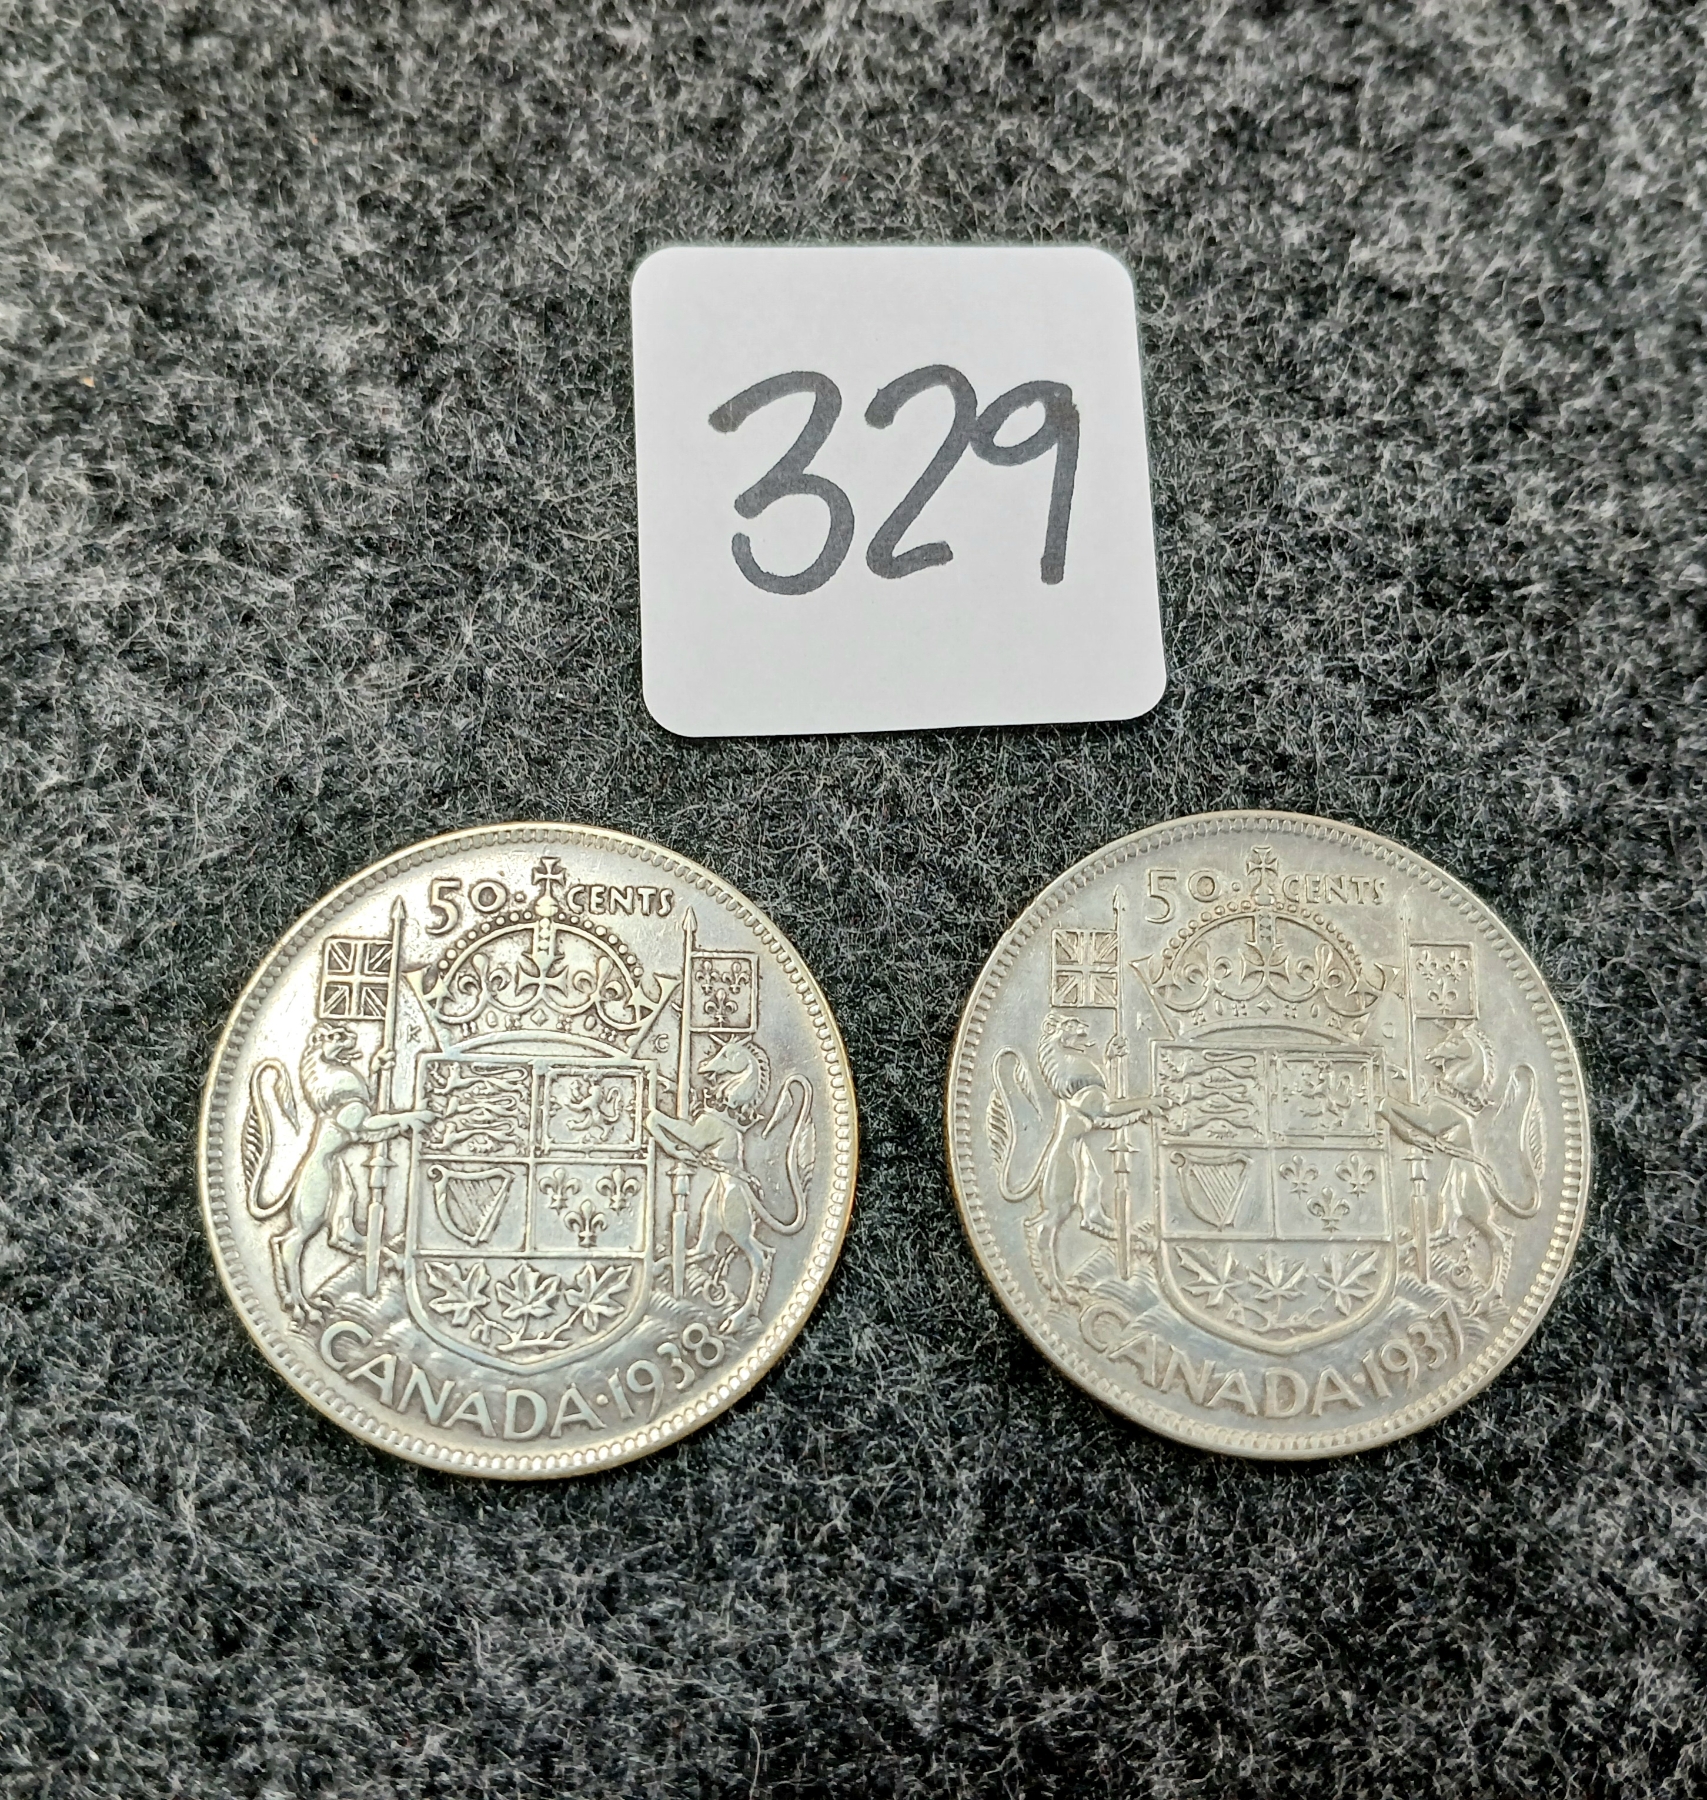 329
50 · CENTS
K C
CANADA · 1938
50 · CENTS
K C
CANADA · 1937